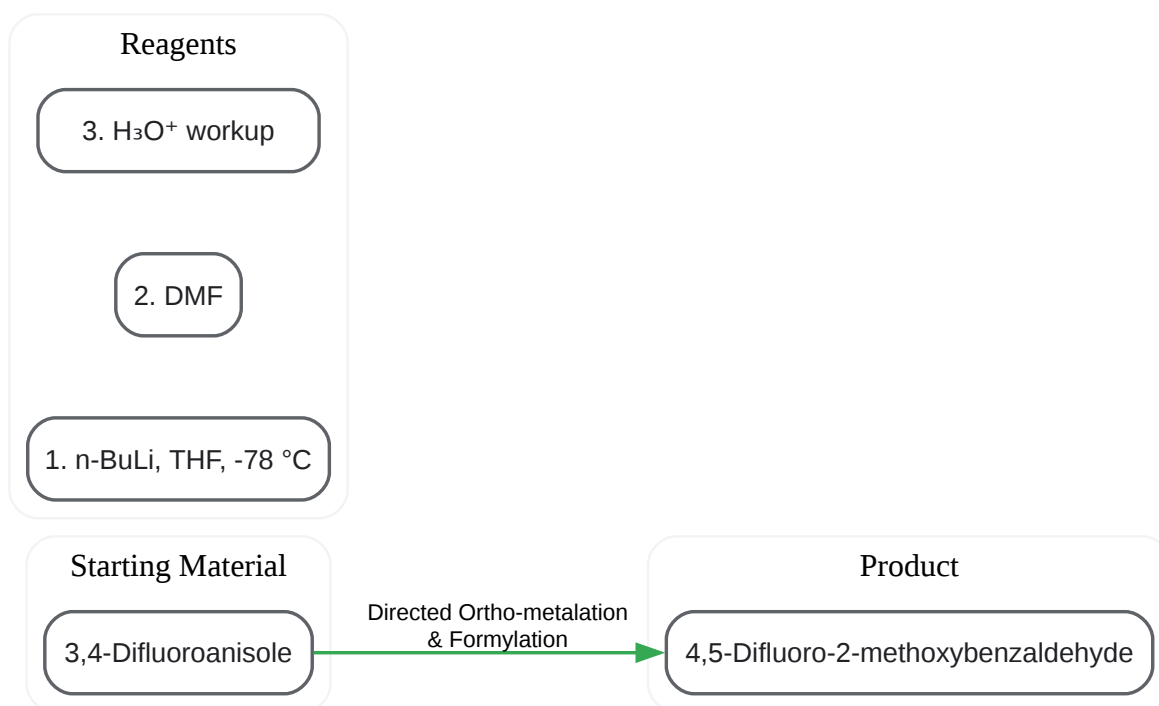 Reagents
3. H₃O⁺ workup
2. DMF
1. n-BuLi, THF, -78 °C
Starting Material
3,4-Difluoroanisole
Directed Ortho-metalation
& Formylation
Product
4,5-Difluoro-2-methoxybenzaldehyde